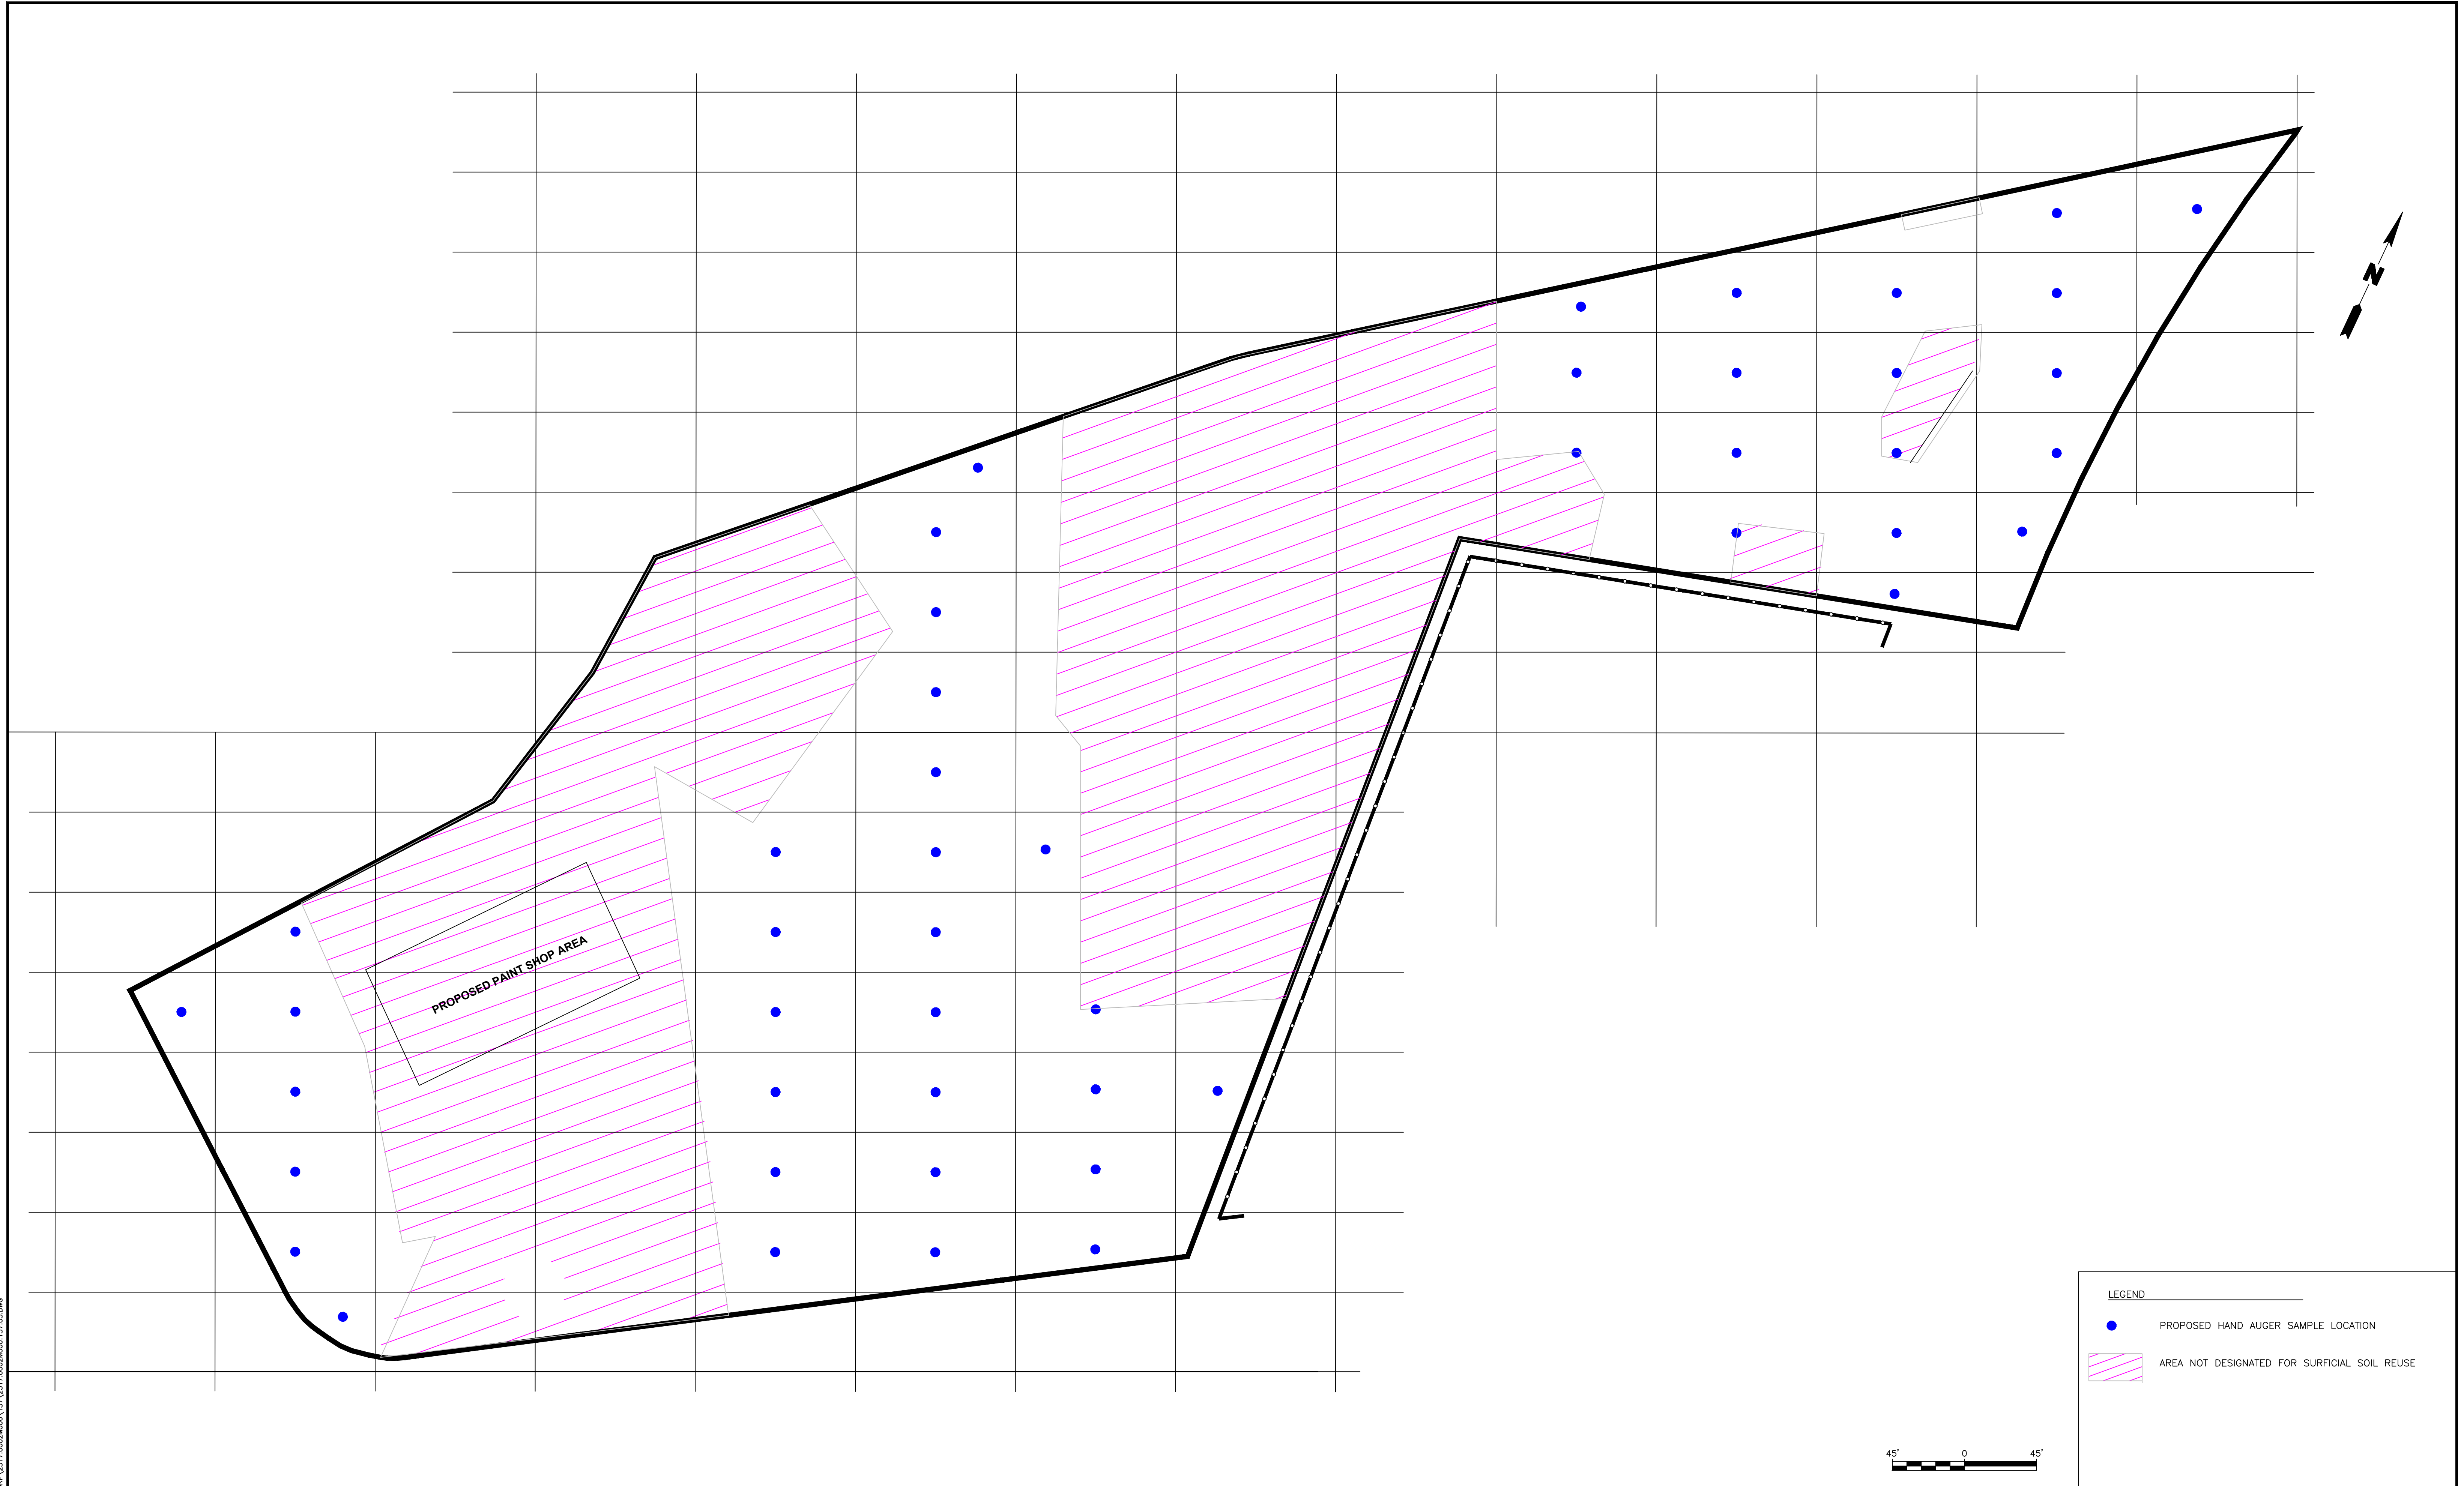 N
PROPOSED PAINT SHOP AREA
LEGEND
PROPOSED HAND AUGER SAMPLE LOCATION
AREA NOT DESIGNATED FOR SURFICIAL SOIL REUSE
45' 0 45'